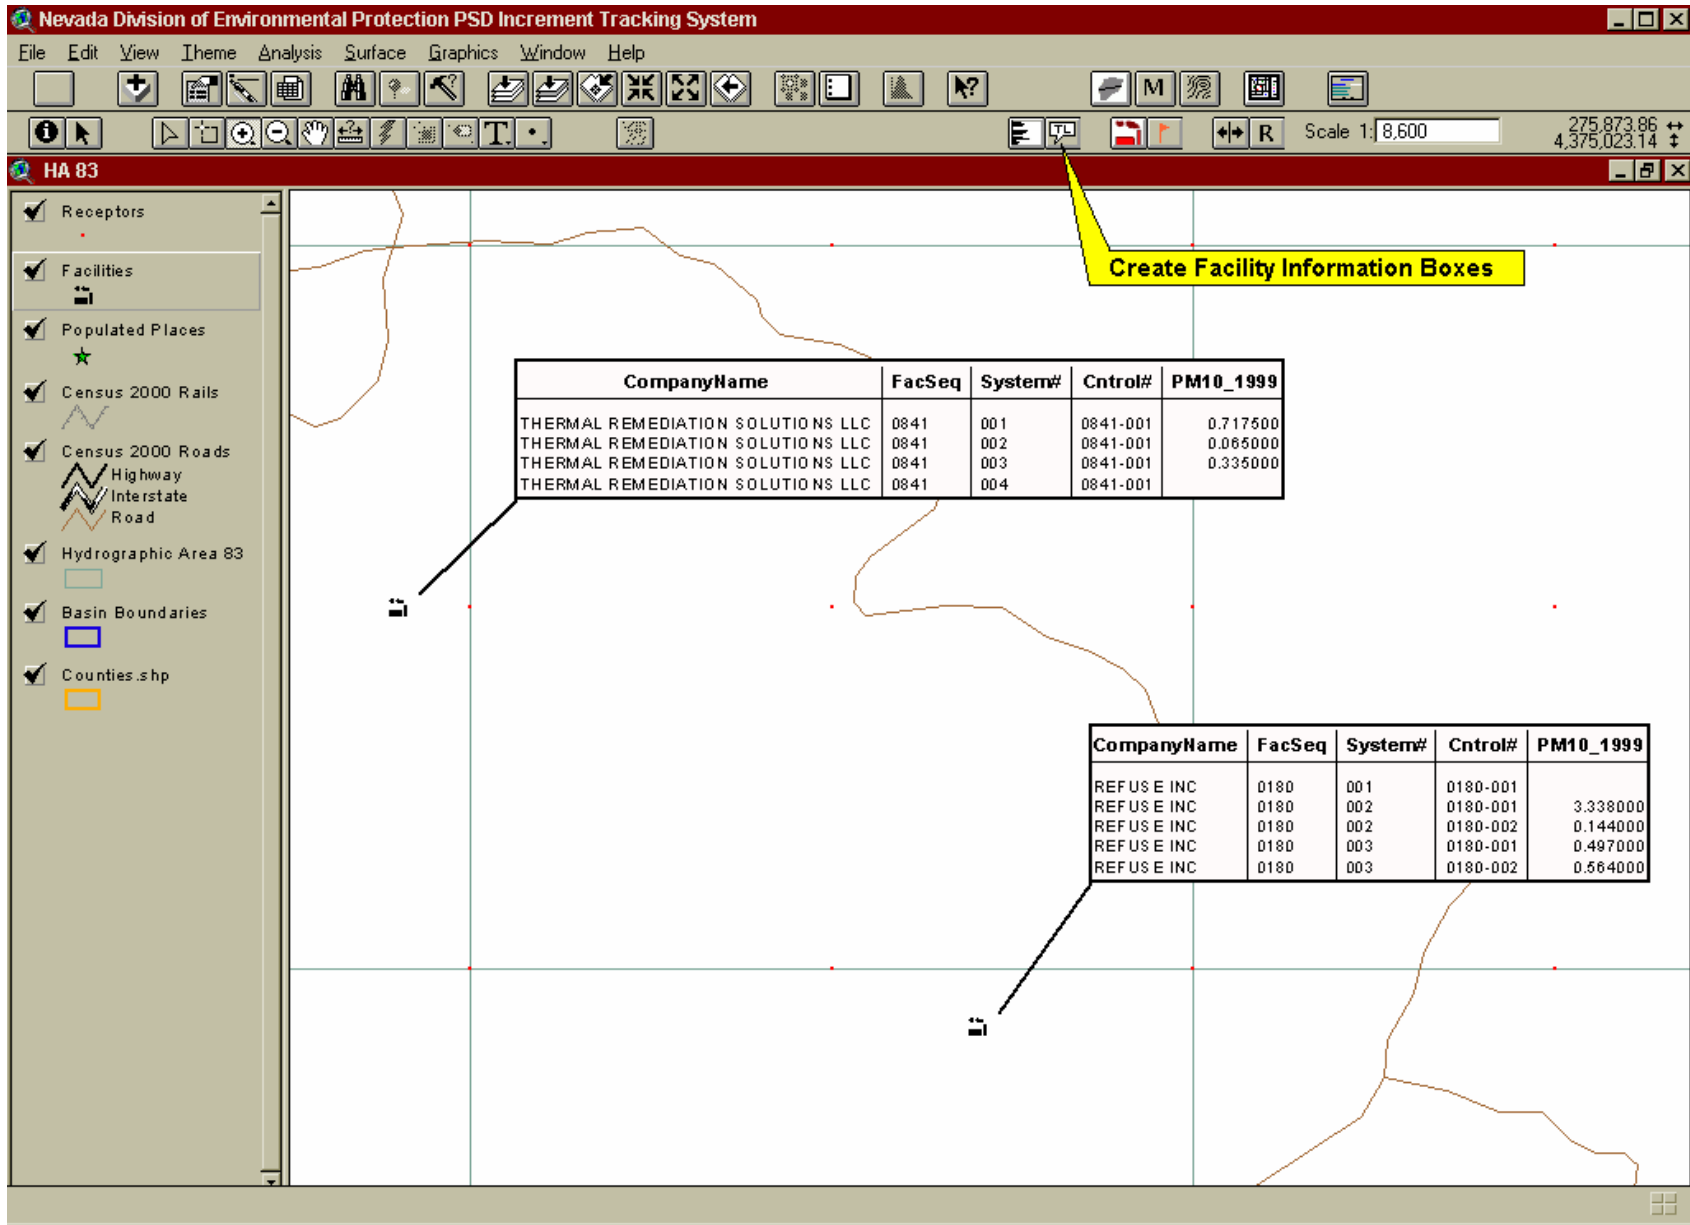 Nevada Division of Environmental Protection PSD Increment Tracking System
File Edit View Theme Analysis Surface Graphics Window Help
M
T
TL
R
Scale 1: 8,600
275,873.86
4,375,023.14
HA 83
Receptors
Facilities
Populated Places
Census 2000 Rails
Census 2000 Roads
Highway
Interstate
Road
Hydrographic Area 83
Basin Boundaries
Counties.shp
Create Facility Information Boxes
CompanyName FacSeq System# Cntrol# PM10_1999
THERMAL REMEDIATION SOLUTIONS LLC 0841 001 0841-001 0.717500
THERMAL REMEDIATION SOLUTIONS LLC 0841 002 0841-001 0.065000
THERMAL REMEDIATION SOLUTIONS LLC 0841 003 0841-001 0.335000
THERMAL REMEDIATION SOLUTIONS LLC 0841 004 0841-001
CompanyName FacSeq System# Cntrol# PM10_1999
REFUSE INC 0180 001 0180-001
REFUSE INC 0180 002 0180-001 3.338000
REFUSE INC 0180 002 0180-002 0.144000
REFUSE INC 0180 003 0180-001 0.497000
REFUSE INC 0180 003 0180-002 0.564000